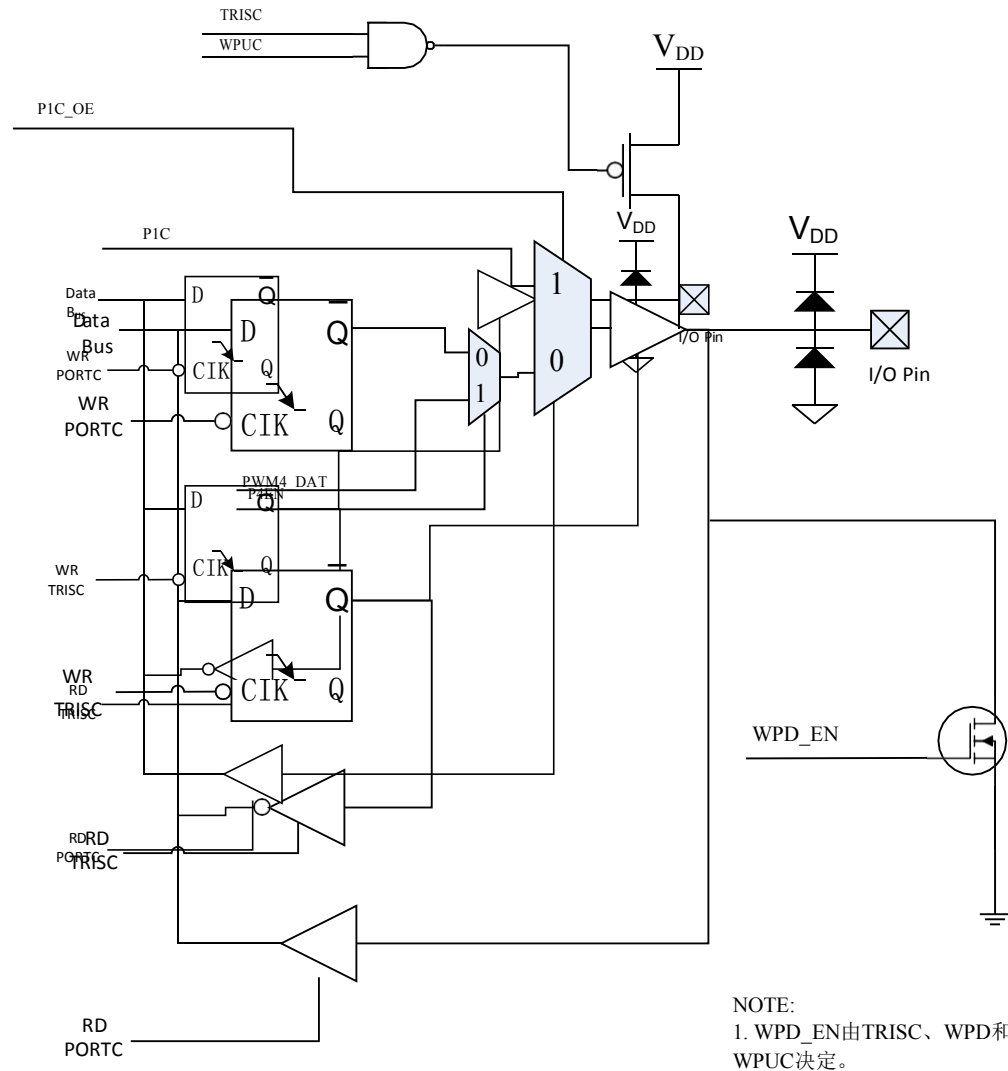 TRISC
WPUC
VDD
P1C_OE
VDD
VDD
P1C
1
Data
Bus
D
Q
Data
Bus
D
Q
I/O Pin
WR
PORTC
CIK
Q
0
1
0
I/O Pin
WR
PORTC
CIK
Q
PWM4_DAT
P4EN
D
Q
WR
TRISC
CIK
Q
D
Q
WR
TRISC
RD
TRISC
CIK
Q
WPD_EN
RD
PORTC
RD
TRISC
RD
PORTC
NOTE:
1. WPD_EN由TRISC、WPD和
WPUC决定。